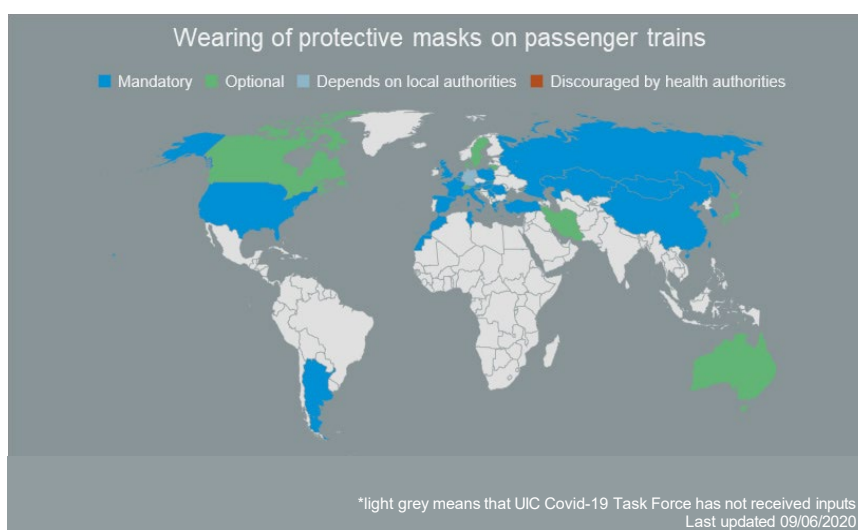 Wearing of protective masks on passenger trains
Mandatory Optional Depends on local authorities Discouraged by health authorities
*light grey means that UIC Covid-19 Task Force has not received inputs
Last updated 09/06/2020